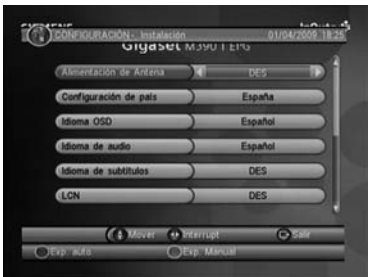 SIEMENS
CONFIGURACIÓN - Instalación 01/04/2009 18:25
Gigaset M390 T EPG
Alimentación de Antena DES
Configuración de país España
Idioma OSD Español
Idioma de audio Español
Idioma de subtítulos DES
LCN DES
Mover Interrupt. Salir
Exp. auto Exp. Manual